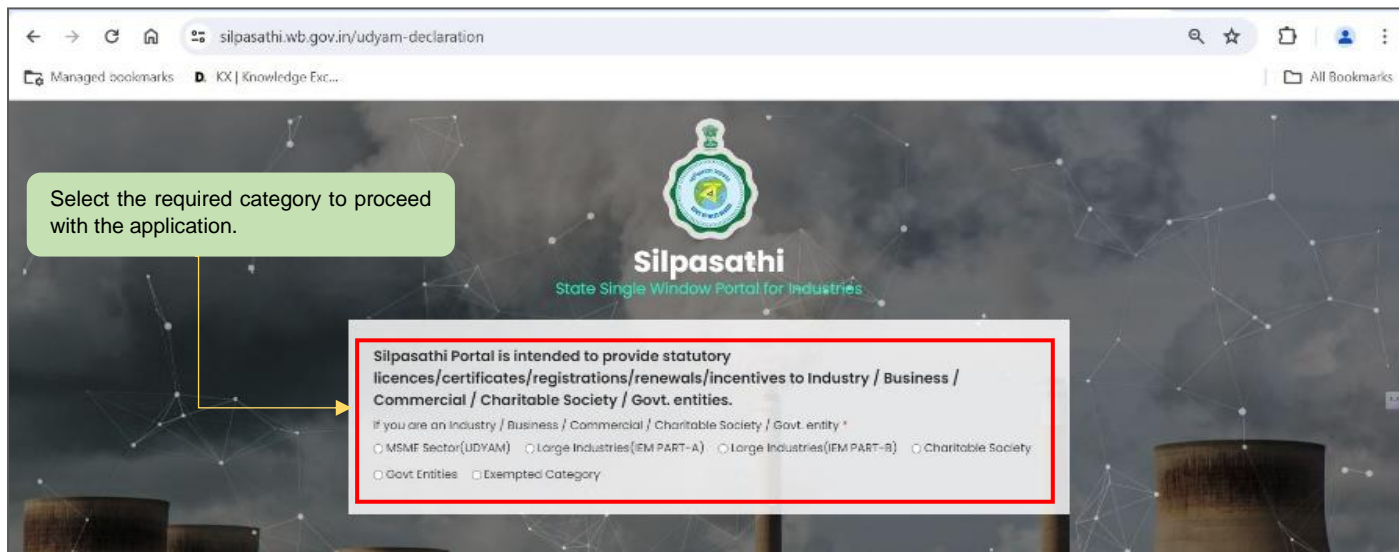 silpasathi.wb.gov.in/udyam-declaration
Managed bookmarks D. KX | Knowledge Exc... All Bookmarks
Select the required category to proceed
with the application.
Silpasathi
State Single Window Portal for Industries
Silpasathi Portal is intended to provide statutory
licences/certificates/registrations/renewals/incentives to Industry / Business /
Commercial / Charitable Society / Govt. entities.
If you are an Industry / Business / Commercial / Charitable Society / Govt. entity *
MSME Sector(UDYAM) Large Industries(IEM PART-A) Large Industries(IEM PART-B) Charitable Society
Govt Entities Exempted Category